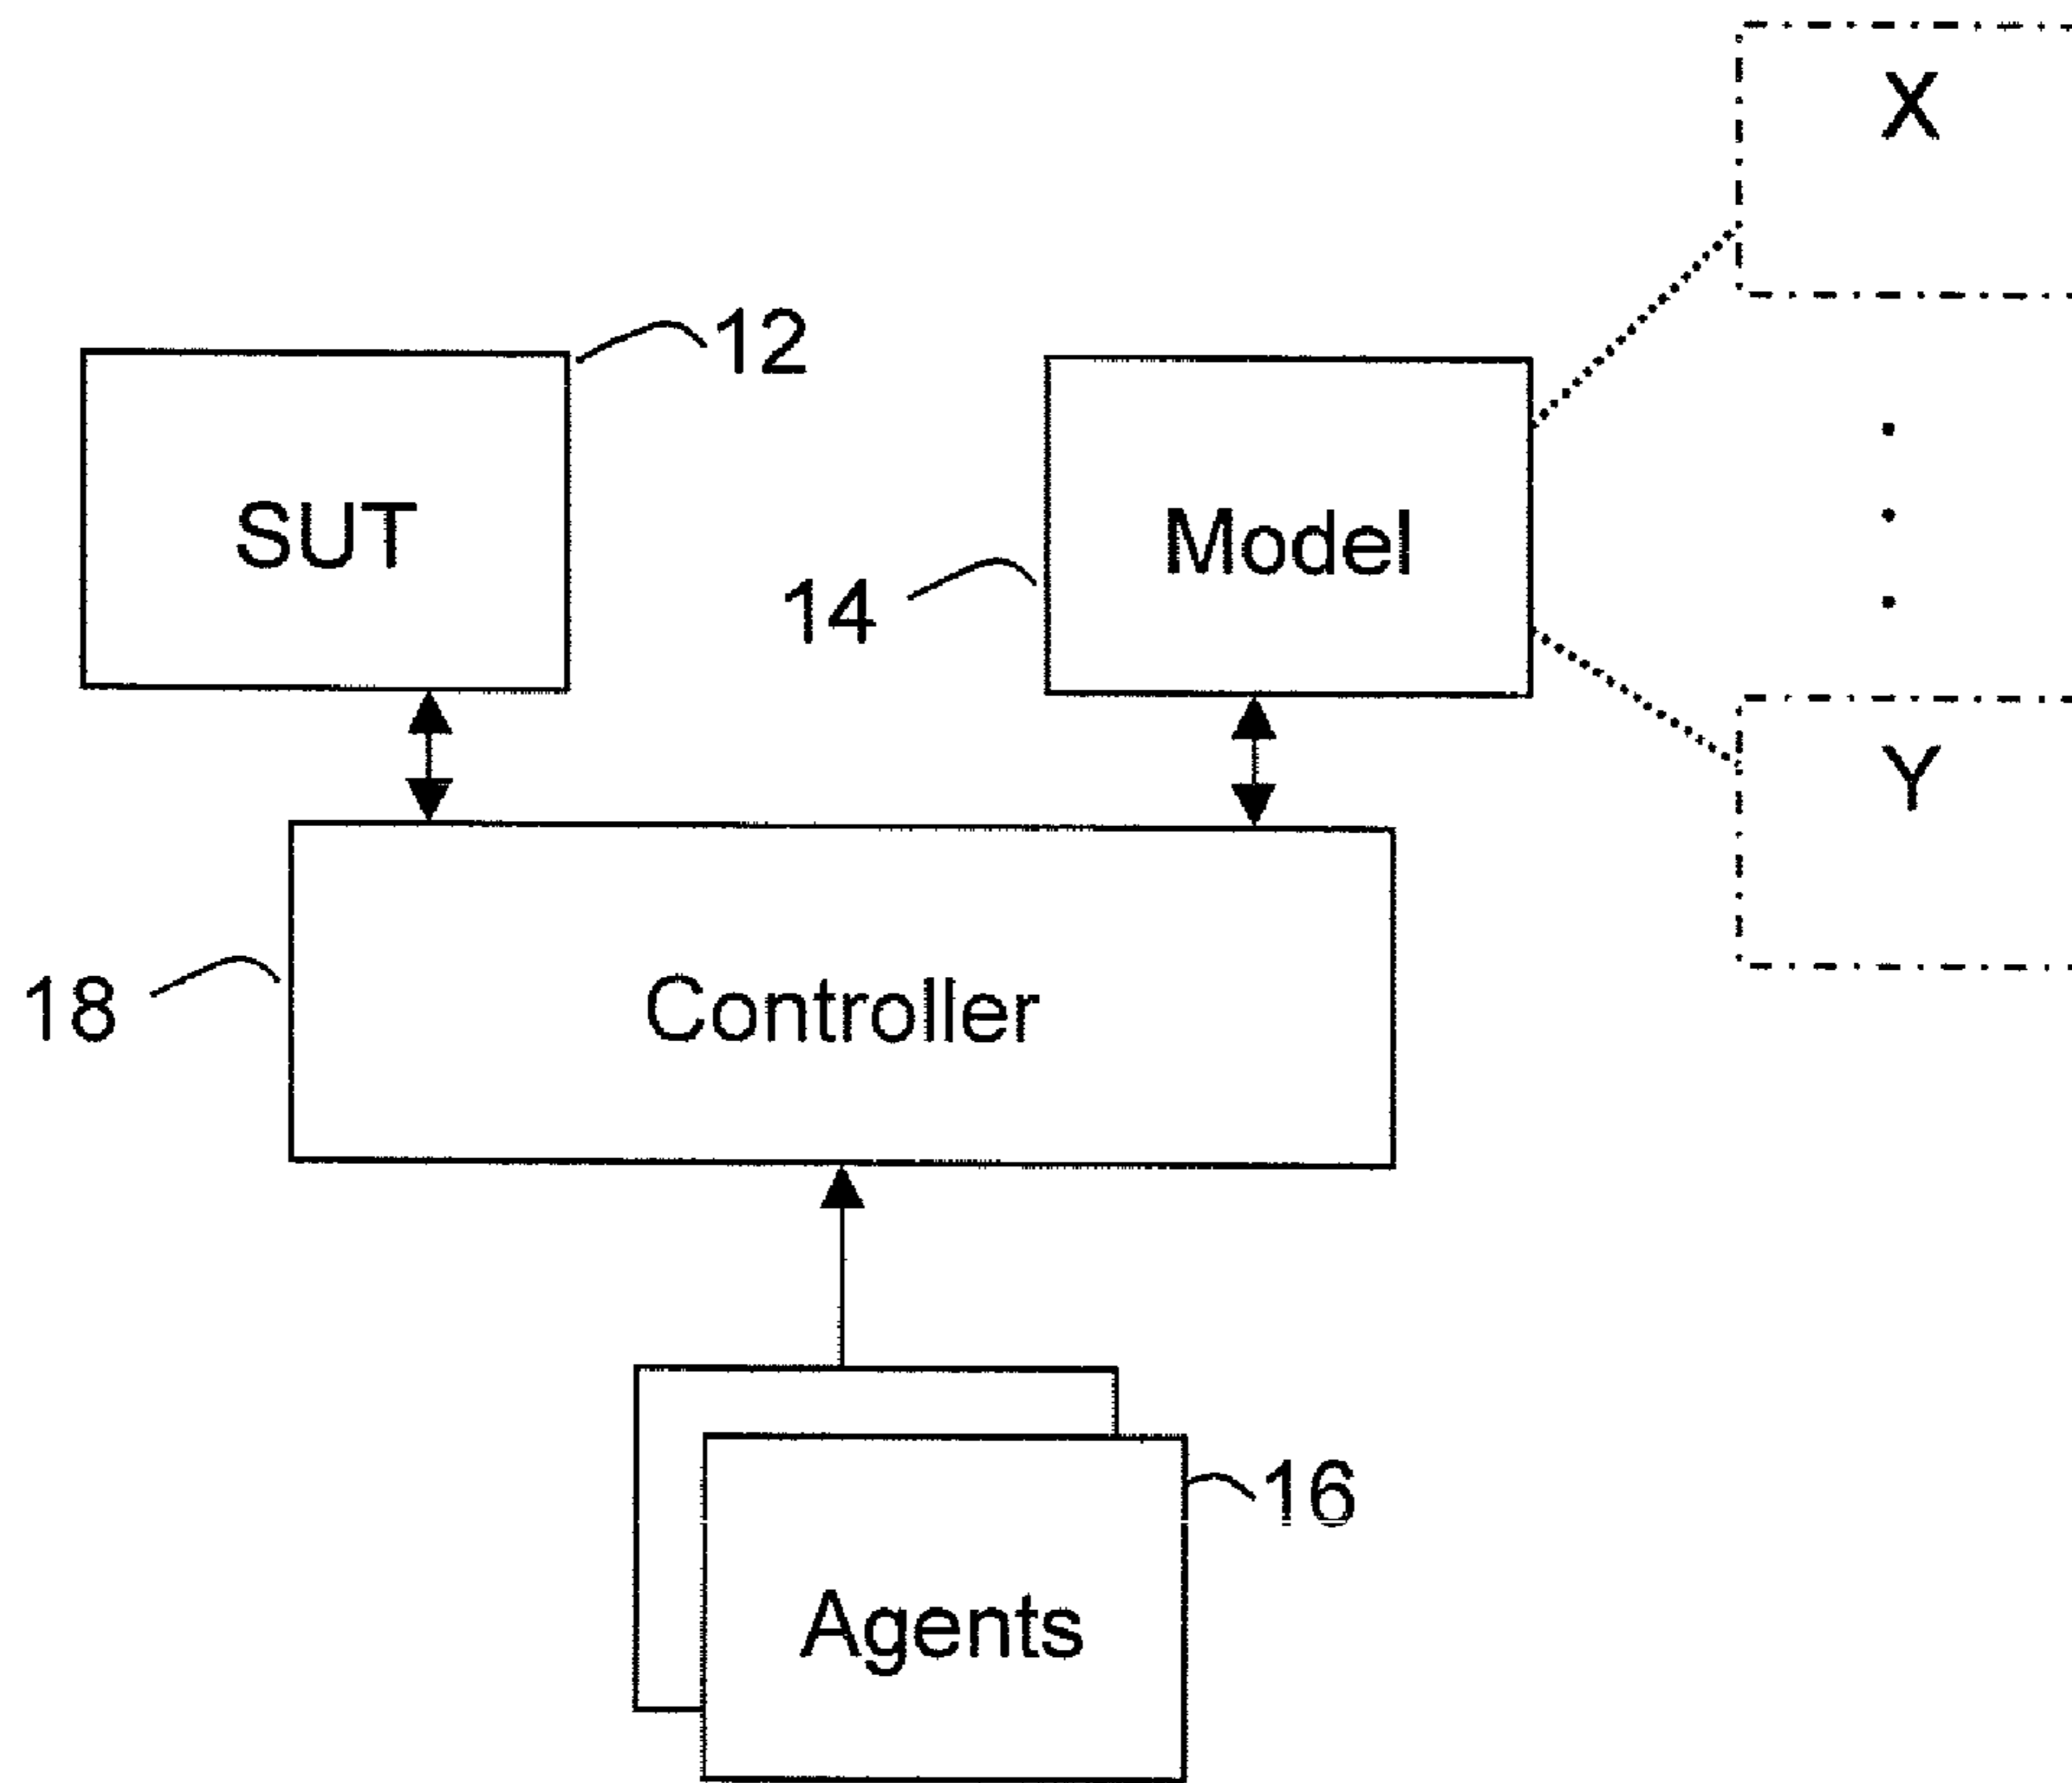 X
12
SUT
Model
14
Y
18
Controller
16
Agents